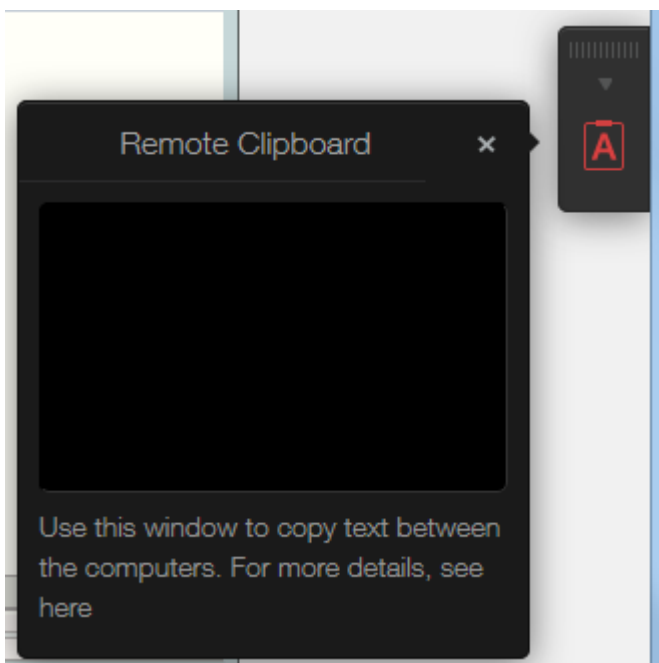 Remote Clipboard
A
Use this window to copy text between
the computers. For more details, see
here